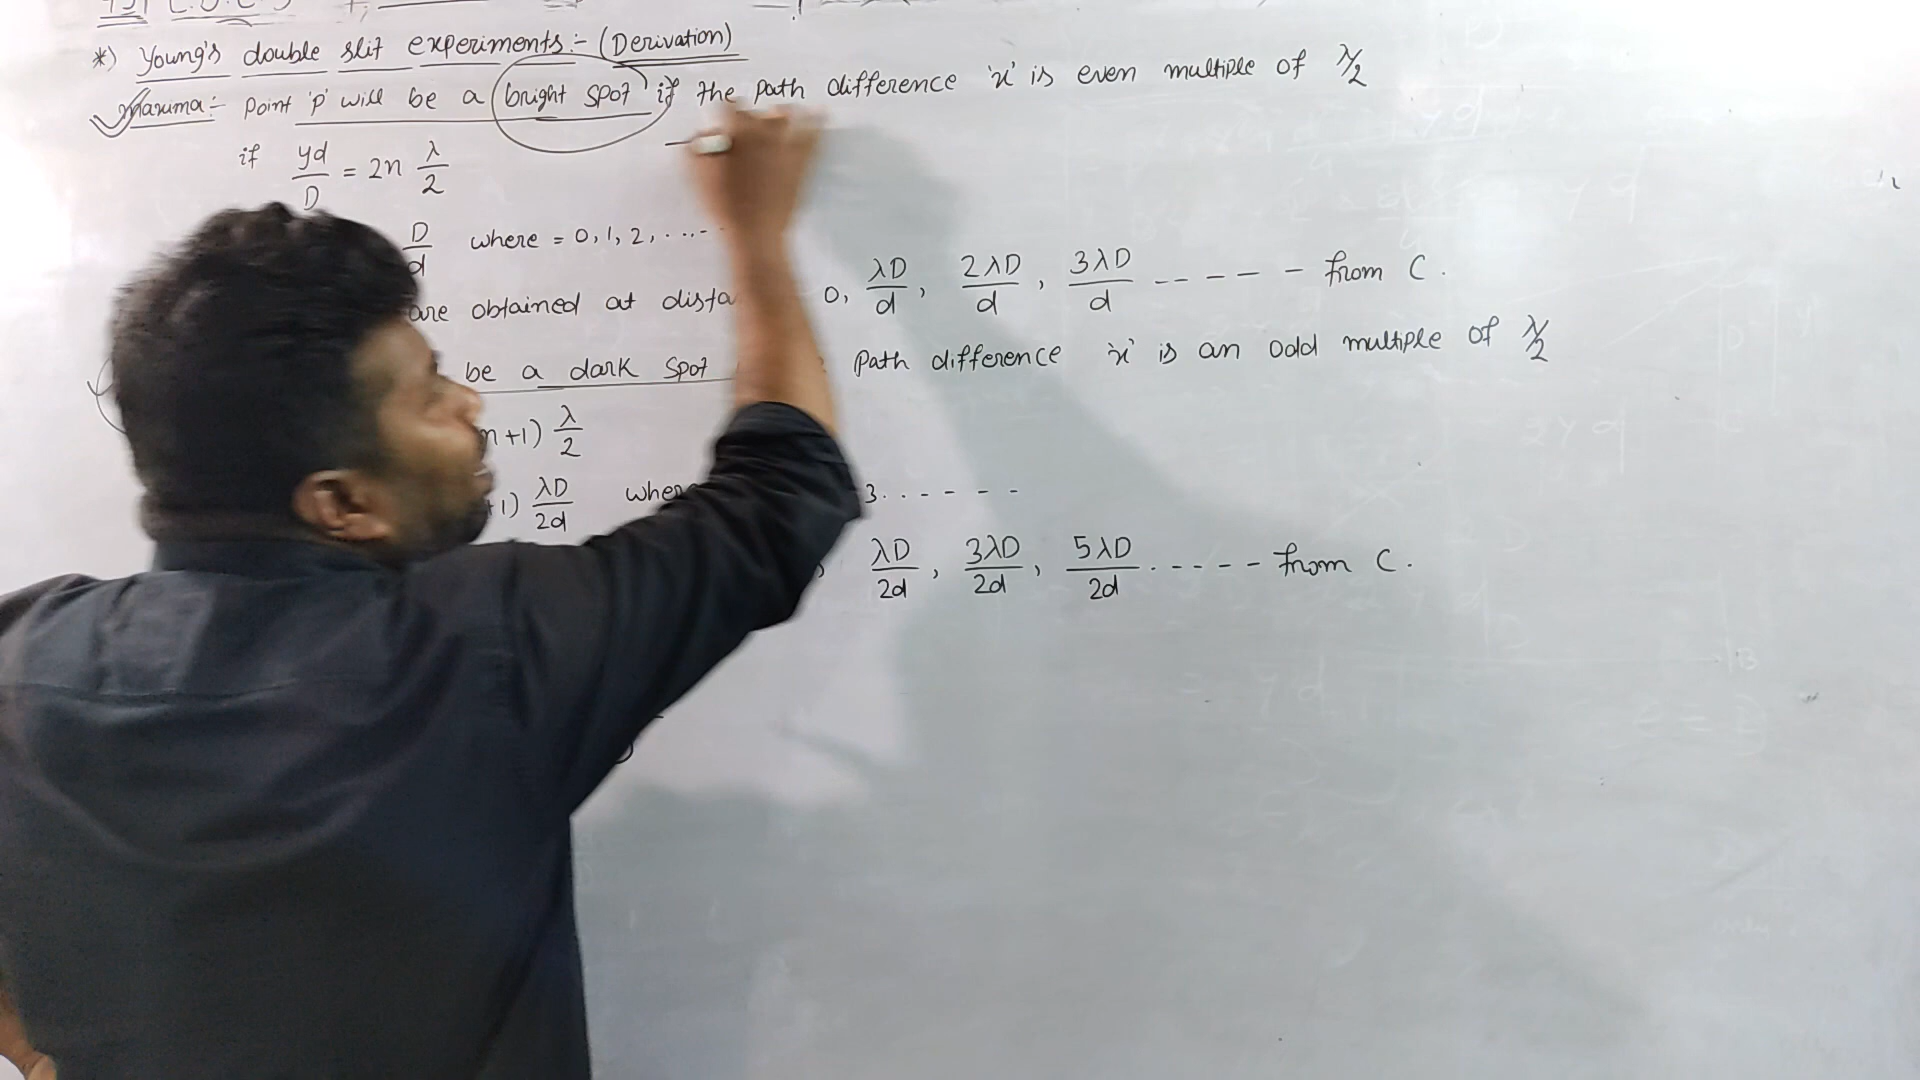 *) Young's double slit experiments:- (Derivation)
Maxuma:- Point 'P' will be a bright spot if the path difference 'x' is even multiple of λ/2
if yd/D = 2n λ/2
D/d where = 0, 1, 2, ......
are obtained at dista 0, λD/d, 2λD/d, 3λD/d ----- from C.
be a dark spot Path difference 'x' is an odd multiple of λ/2
n+1) λ/2
+1) λD/2d wher 3. . - - - -
λD/2d, 3λD/2d, 5λD/2d . - - - - from C.